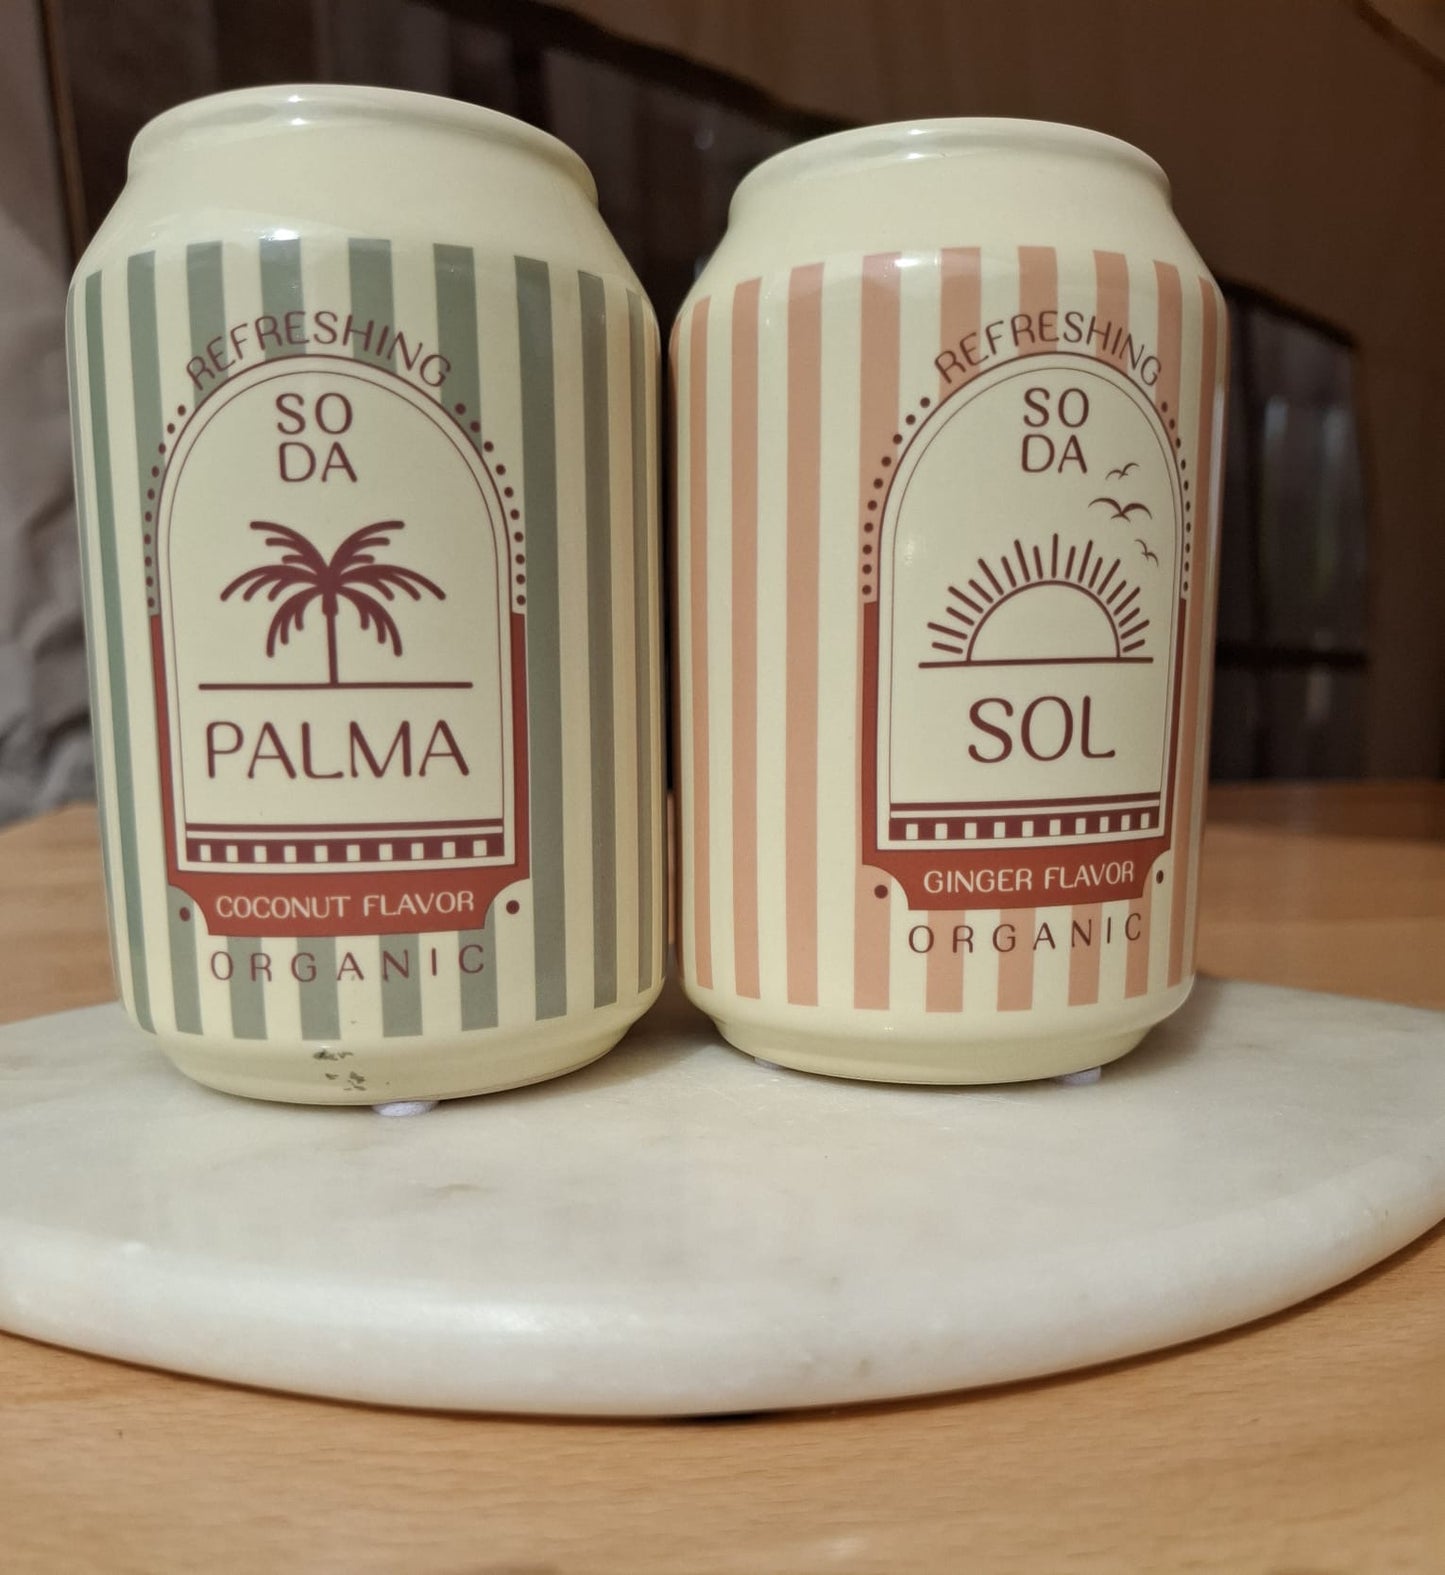 REFRESHING
SO
DA
PALMA
COCONUT FLAVOR
ORGANIC
REFRESHING
SO
DA
SOL
GINGER FLAVOR
ORGANIC